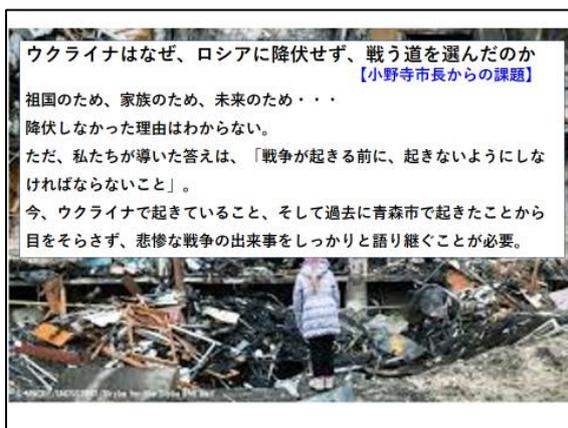 ウクライナはなぜ、ロシアに降伏せず、戦う道を選んだのか
【小野寺市長からの課題】
祖国のため、家族のため、未来のため・・・
降伏しなかった理由はわからない。
ただ、私たちが導いた答えは、「戦争が起きる前に、起きないようにしな
ければならないこと」。
今、ウクライナで起きていること、そして過去に青森市で起きたことから
目をそらさず、悲惨な戦争の出来事をしっかりと語り継ぐことが必要。